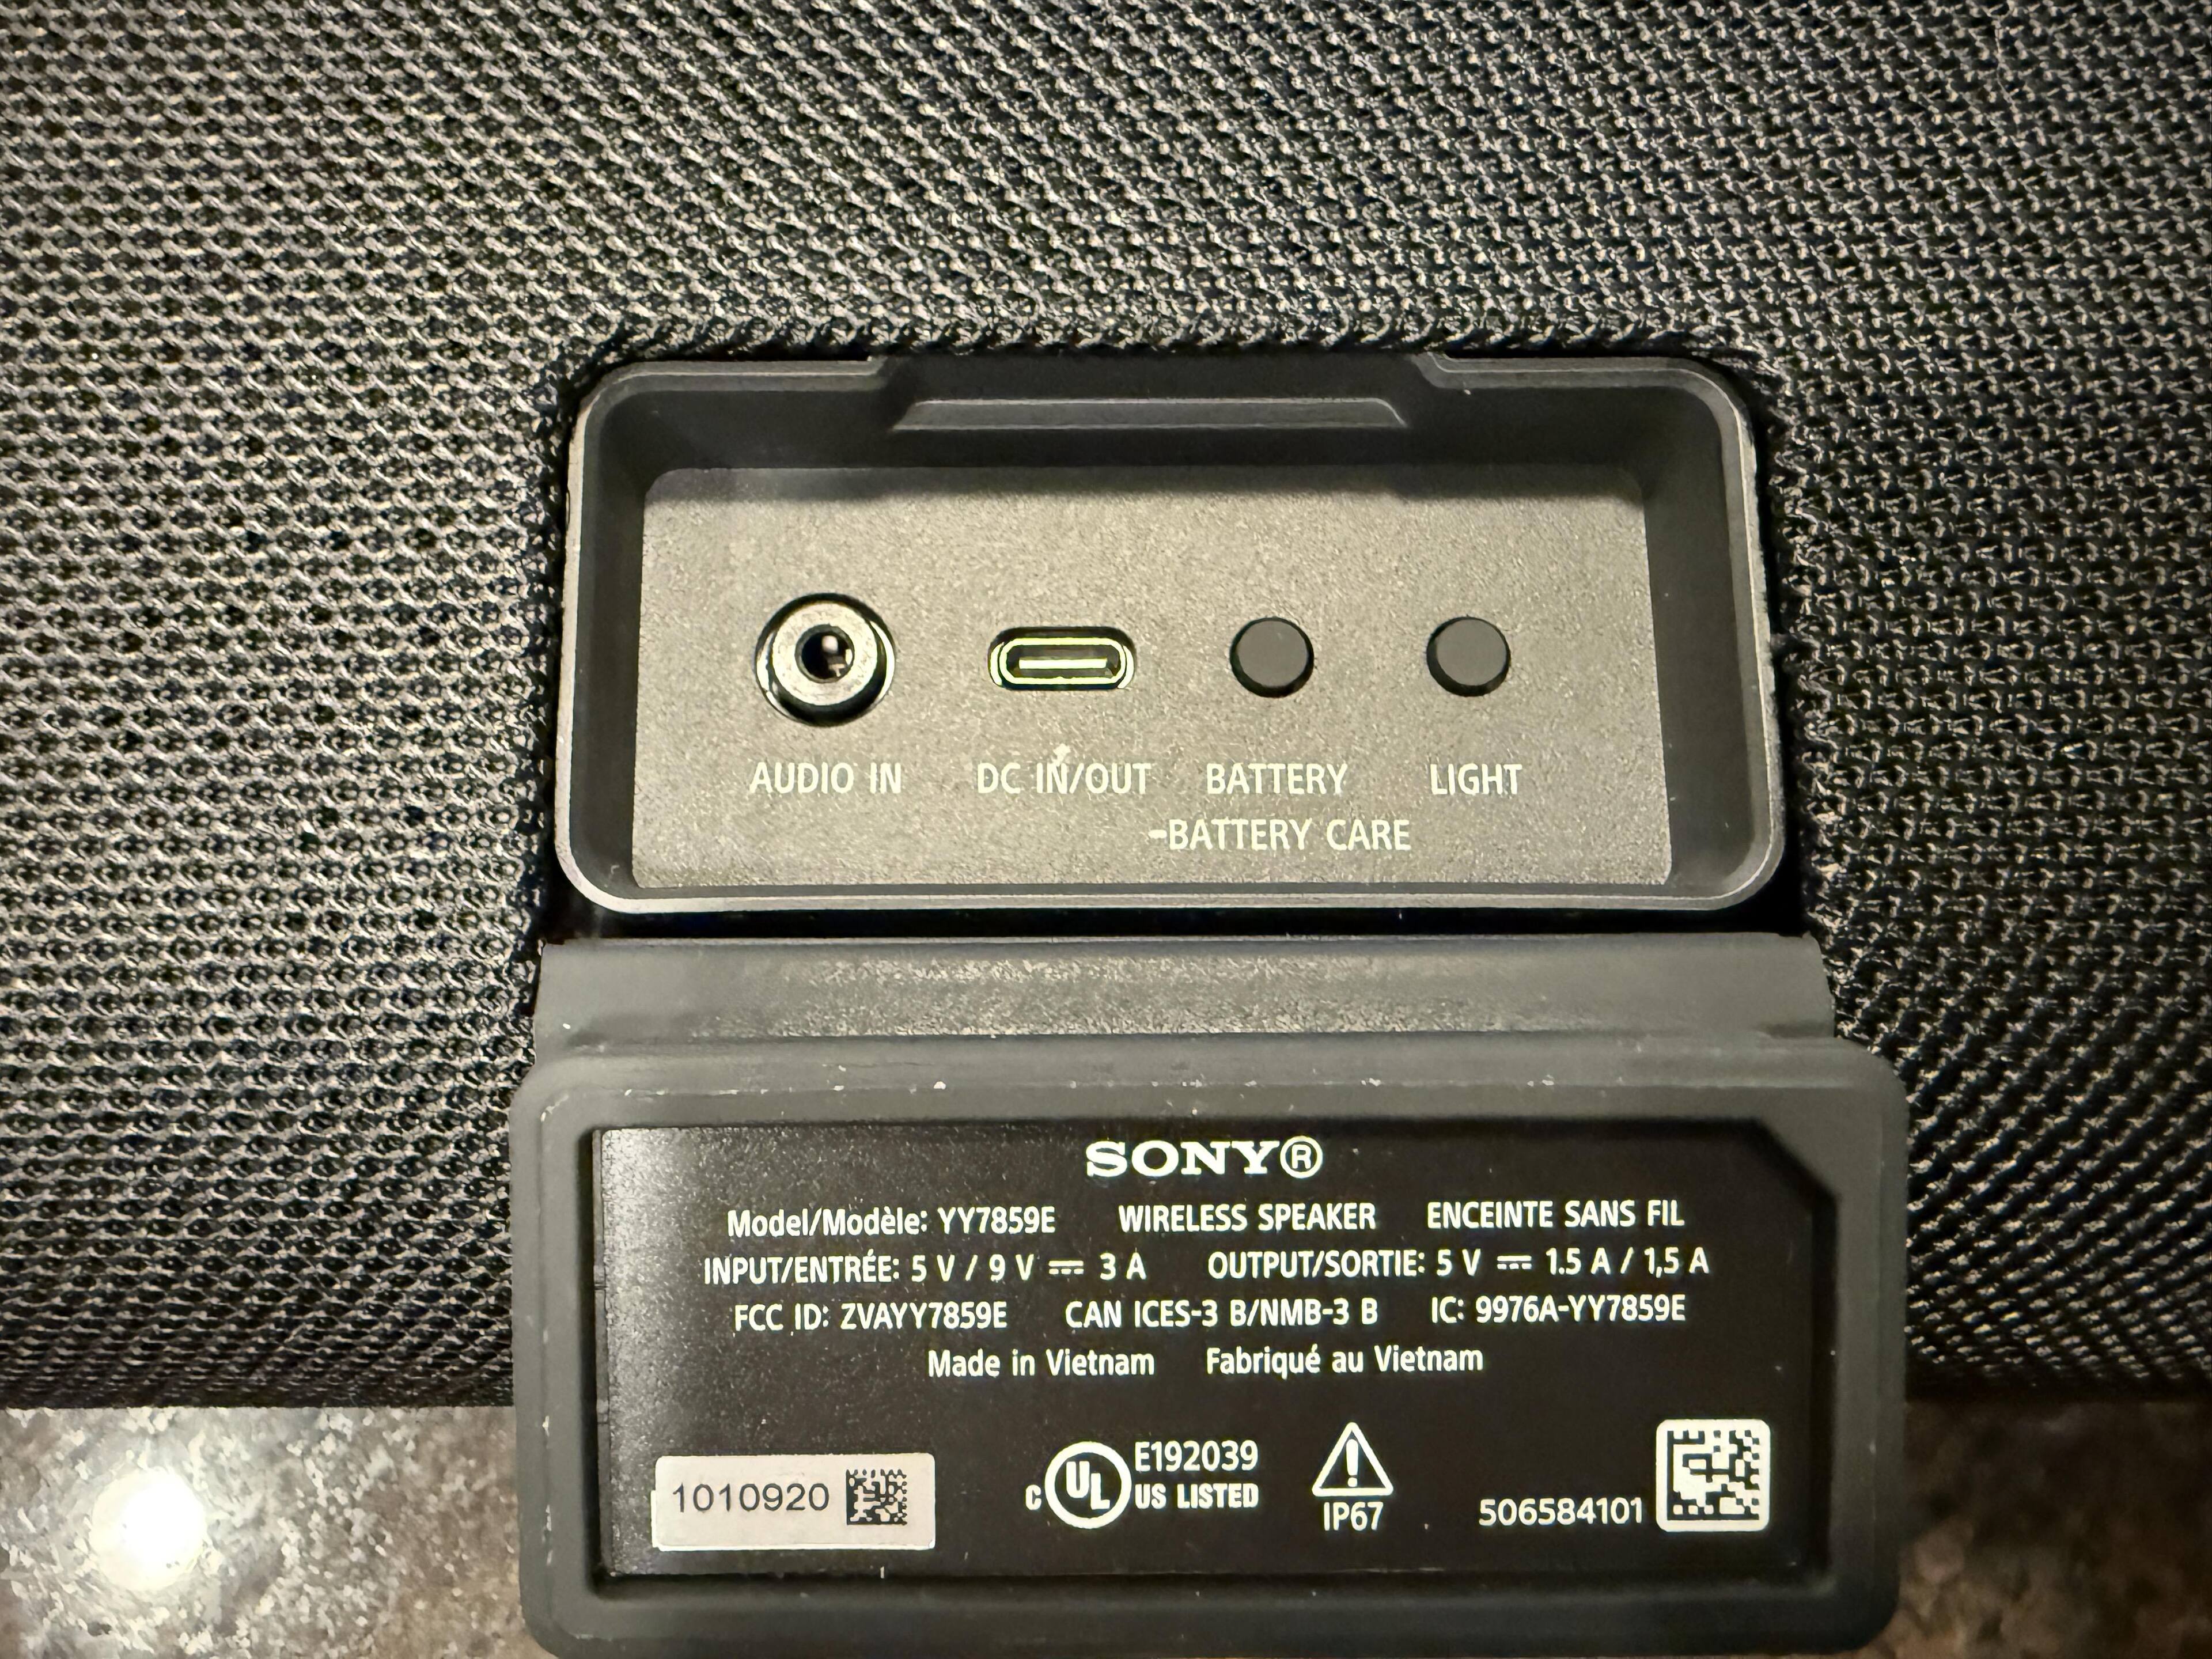 AUDIO IN DC IN/OUT BATTERY LIGHT
-BATTERY CARE
SONY®
Model/Modèle: YY7859E WIRELESS SPEAKER ENCEINTE SANS FIL
INPUT/ENTRÉE: 5 V / 9 V ⎓ 3 A OUTPUT/SORTIE: 5 V ⎓ 1.5 A / 1,5 A
FCC ID: ZVAYY7859E CAN ICES-3 B/NMB-3 B IC: 9976A-YY7859E
Made in Vietnam Fabriqué au Vietnam
1010920 C UL US LISTED E192039 IP67 506584101